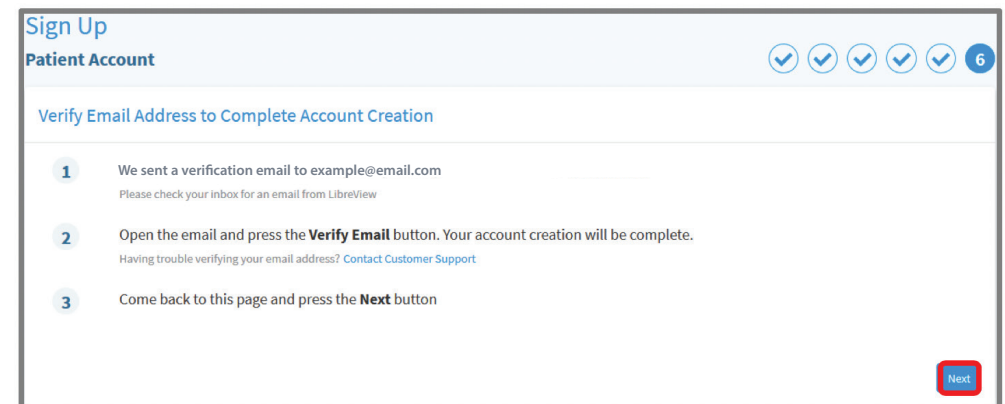 Sign Up
Patient Account
6
Verify Email Address to Complete Account Creation
1
We sent a verification email to example@email.com
Please check your inbox for an email from LibreView
2
Open the email and press the Verify Email button. Your account creation will be complete.
Having trouble verifying your email address? Contact Customer Support
3
Come back to this page and press the Next button
Next